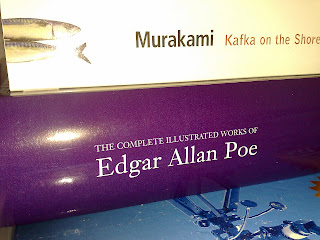 Murakami Kafka on the Shore
THE COMPLETE ILLUSTRATED WORKS OF
Edgar Allan Poe